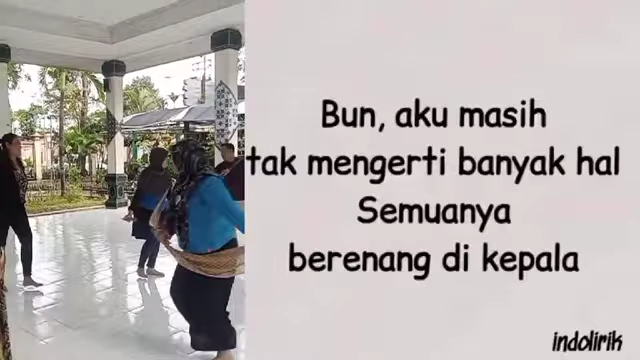 Bun, aku masih
tak mengerti banyak hal
Semuanya
berenang di kepala
indolirik